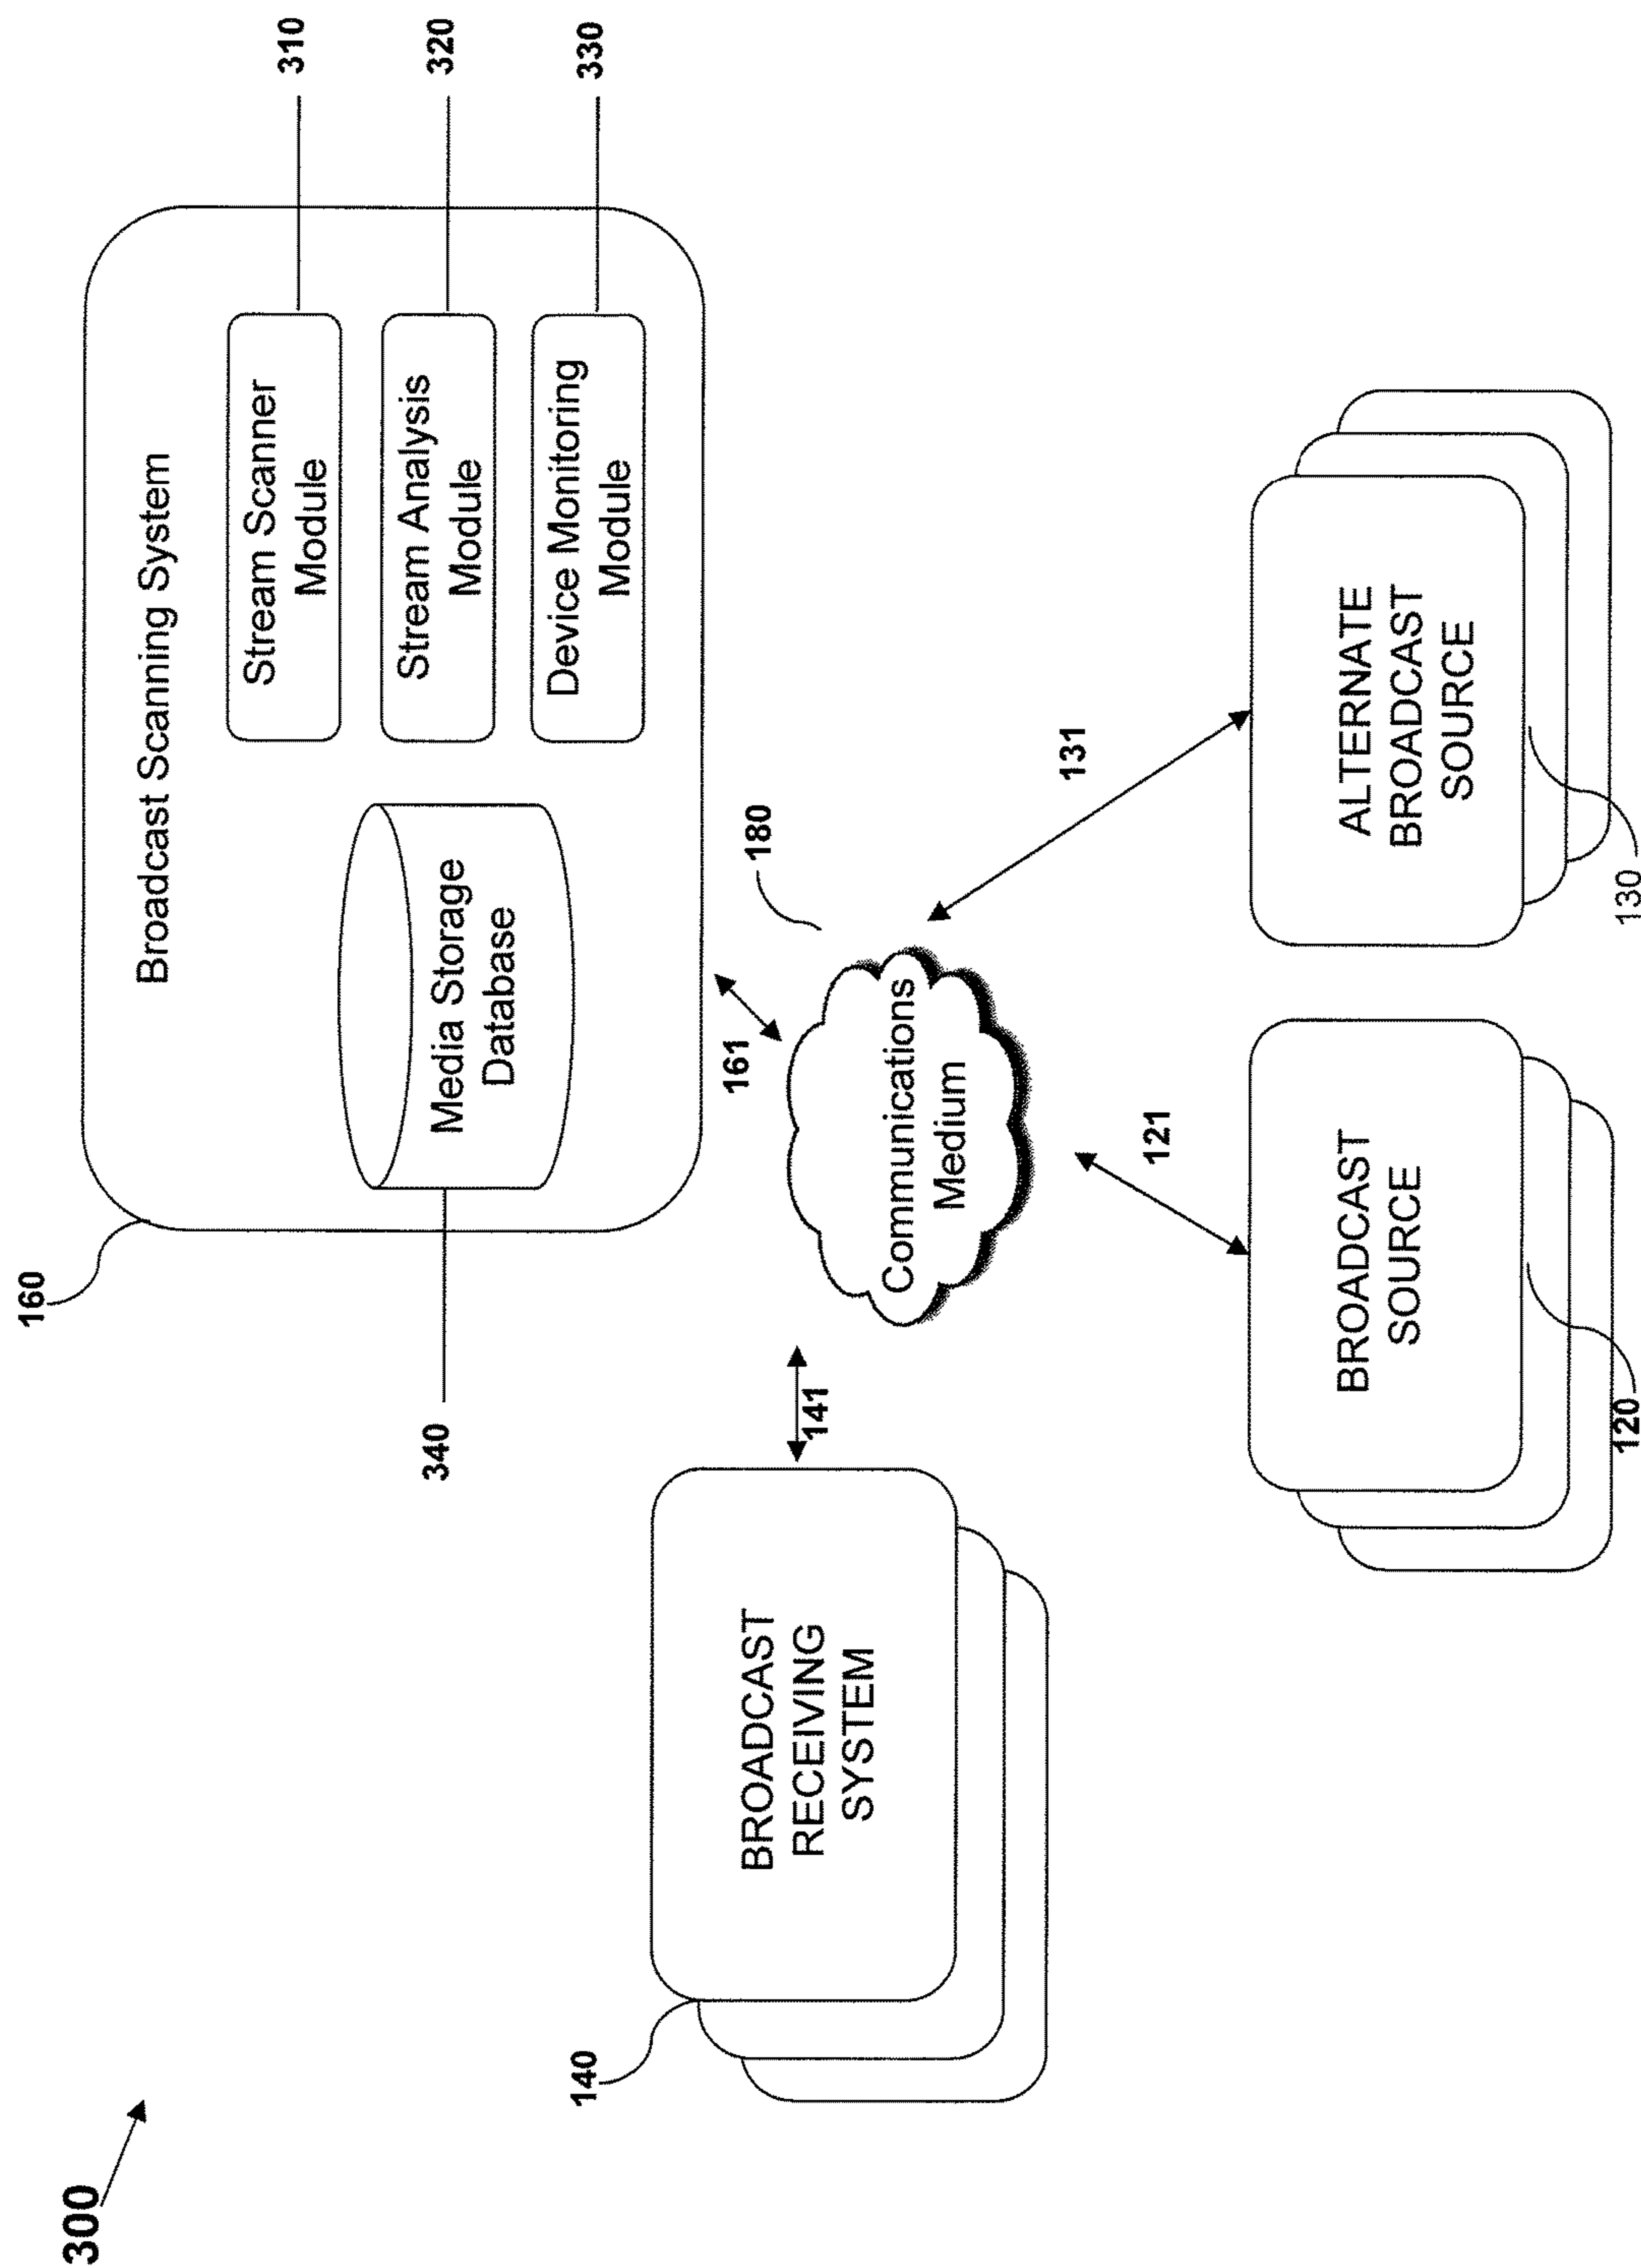 300
160
Broadcast Scanning System
340
Media Storage
Database
Stream Scanner
Module
310
Stream Analysis
Module
320
Device Monitoring
Module
330
140
BROADCAST
RECEIVING
SYSTEM
141
161
180
Communications
Medium
121
131
BROADCAST
SOURCE
120
ALTERNATE
BROADCAST
SOURCE
130